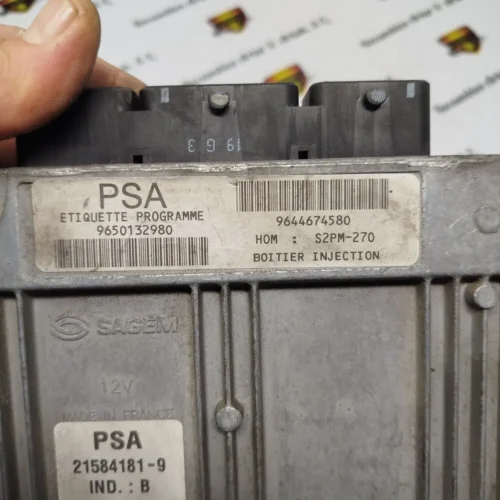 19 G 3
PSA
ETIQUETTE PROGRAMME
9650132980
9644674580
HOM : S2PM-270
BOITIER INJECTION
SAGEM
12V
MADE IN FRANCE
PSA
21584181-9
IND. : B